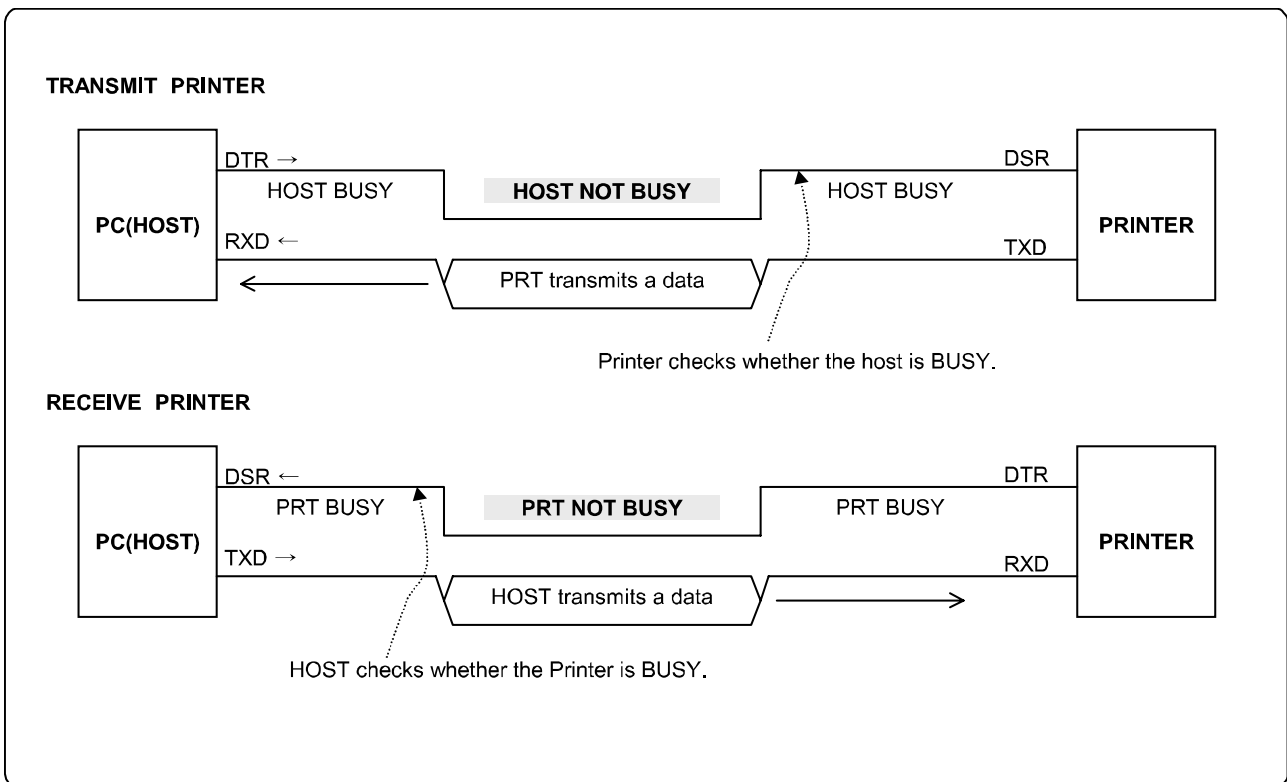 TRANSMIT PRINTER
DTR →
DSR
HOST BUSY
HOST NOT BUSY
HOST BUSY
PC(HOST)
PRINTER
RXD ←
TXD
PRT transmits a data
Printer checks whether the host is BUSY.
RECEIVE PRINTER
DSR ←
DTR
PRT BUSY
PRT NOT BUSY
PRT BUSY
PC(HOST)
PRINTER
TXD →
RXD
HOST transmits a data
HOST checks whether the Printer is BUSY.